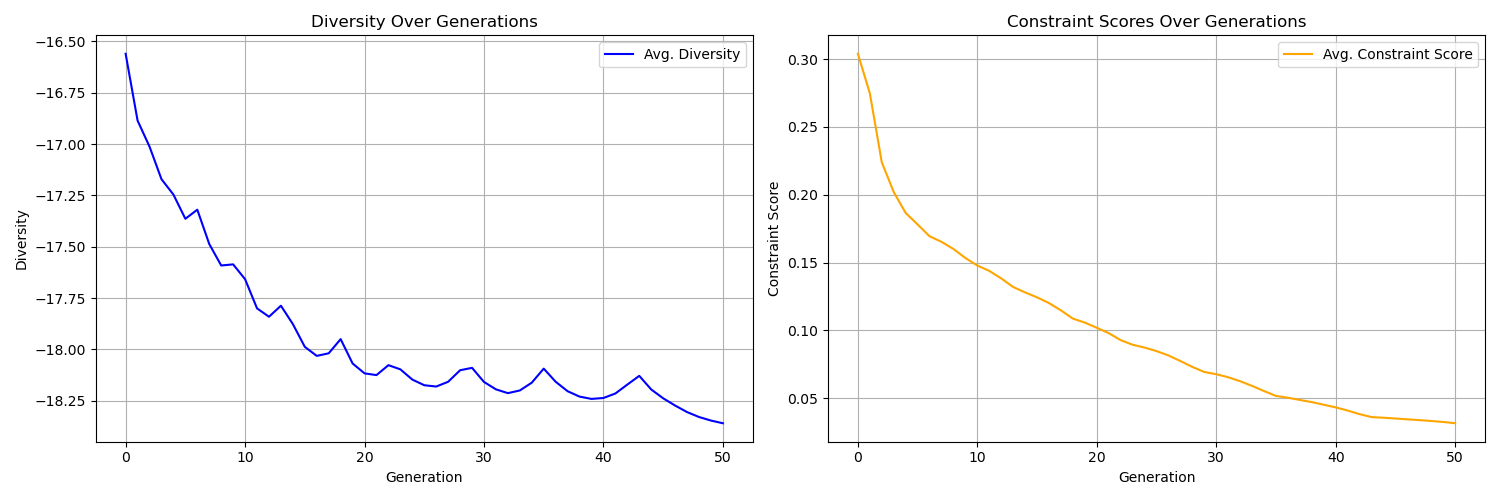 Diversity Over Generations
Avg. Diversity
Diversity
−16.50
−16.75
−17.00
−17.25
−17.50
−17.75
−18.00
−18.25
0 10 20 30 40 50
Generation
Constraint Scores Over Generations
Avg. Constraint Score
Constraint Score
0.30
0.25
0.20
0.15
0.10
0.05
0 10 20 30 40 50
Generation